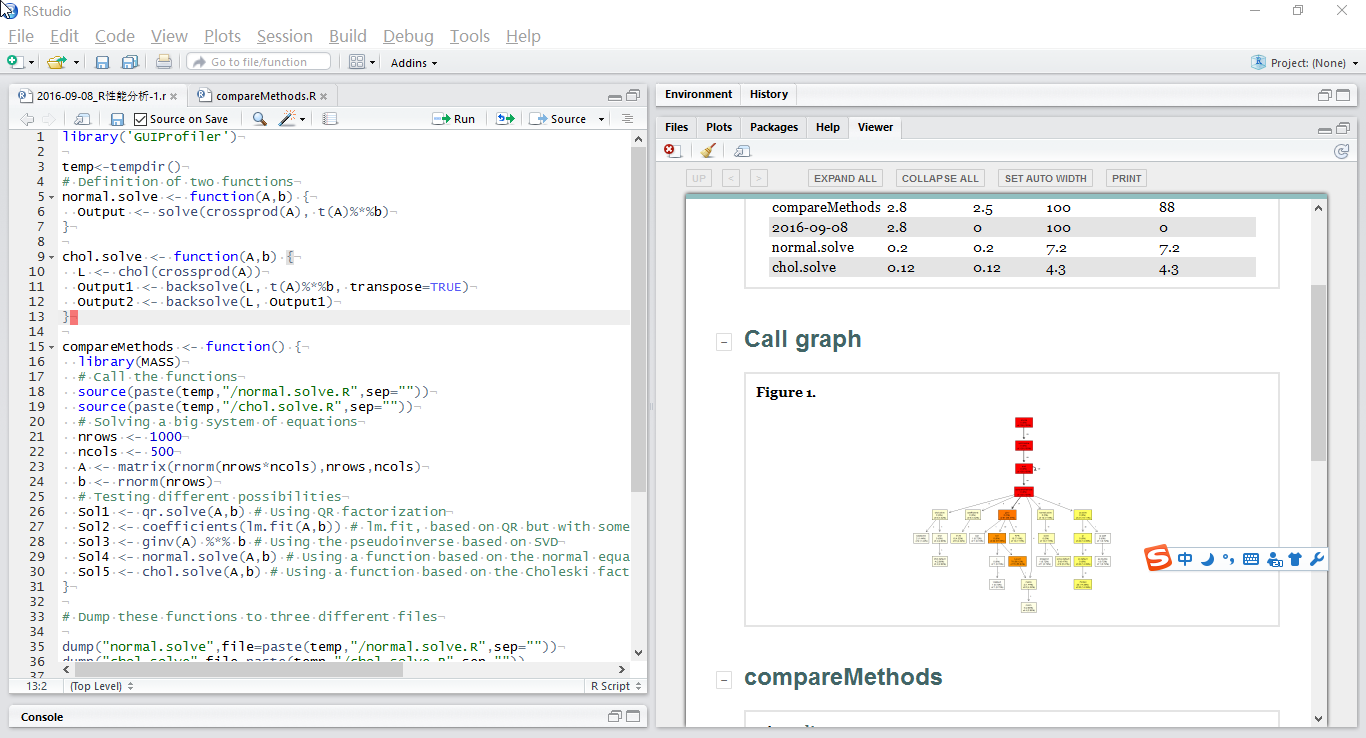 RStudio
File Edit Code View Plots Session Build Debug Tools Help
Go to file/function Addins Project: (None)
2016-09-08_R性能分析-1.r compareMethods.R
Source on Save Run Source
1 library('GUIProfiler')
2
3 temp<-tempdir()
4 # Definition of two functions
5 normal.solve <- function(A,b) {
6 Output <- solve(crossprod(A), t(A)%*%b)
7 }
8
9 chol.solve <- function(A,b) {
10 L <- chol(crossprod(A))
11 Output1 <- backsolve(L, t(A)%*%b, transpose=TRUE)
12 Output2 <- backsolve(L, Output1)
13 }
14
15 compareMethods <- function() {
16 library(MASS)
17 # Call the functions
18 source(paste(temp,"/normal.solve.R",sep=""))
19 source(paste(temp,"/chol.solve.R",sep=""))
20 # Solving a big system of equations
21 nrows <- 1000
22 ncols <- 500
23 A <- matrix(rnorm(nrows*ncols),nrows,ncols)
24 b <- rnorm(nrows)
25 # Testing different possibilities
26 Sol1 <- qr.solve(A,b) # Using QR factorization
27 Sol2 <- coefficients(lm.fit(A,b)) # lm.fit, based on QR but with some
28 Sol3 <- ginv(A) %*% b # Using the pseudoinverse based on SVD
29 Sol4 <- normal.solve(A,b) # Using a function based on the normal equa
30 Sol5 <- chol.solve(A,b) # Using a function based on the Choleski fact
31 }
32
33 # Dump these functions to three different files
34
35 dump("normal.solve",file=paste(temp,"/normal.solve.R",sep=""))
36 dump("chol.solve",file=paste(temp,"/chol.solve.R",sep=""))
37
13:2 (Top Level) R Script
Console
Environment History
Files Plots Packages Help Viewer
UP < > EXPAND ALL COLLAPSE ALL SET AUTO WIDTH PRINT
compareMethods 2.8 2.5 100 88
2016-09-08 2.8 0 100 0
normal.solve 0.2 0.2 7.2 7.2
chol.solve 0.12 0.12 4.3 4.3
Call graph
Figure 1.
中
compareMethods